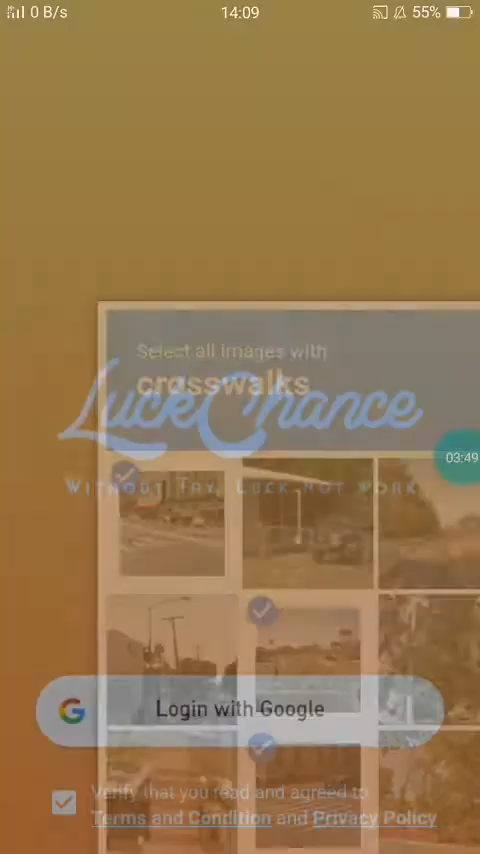 0 B/s 14:09 55%
Select all images with
crosswalks
LuckChance
03:49
WITHOUT TRY, LUCK NOT WORK
Login with Google
Verify that you read and agreed to
Terms and Condition and Privacy Policy